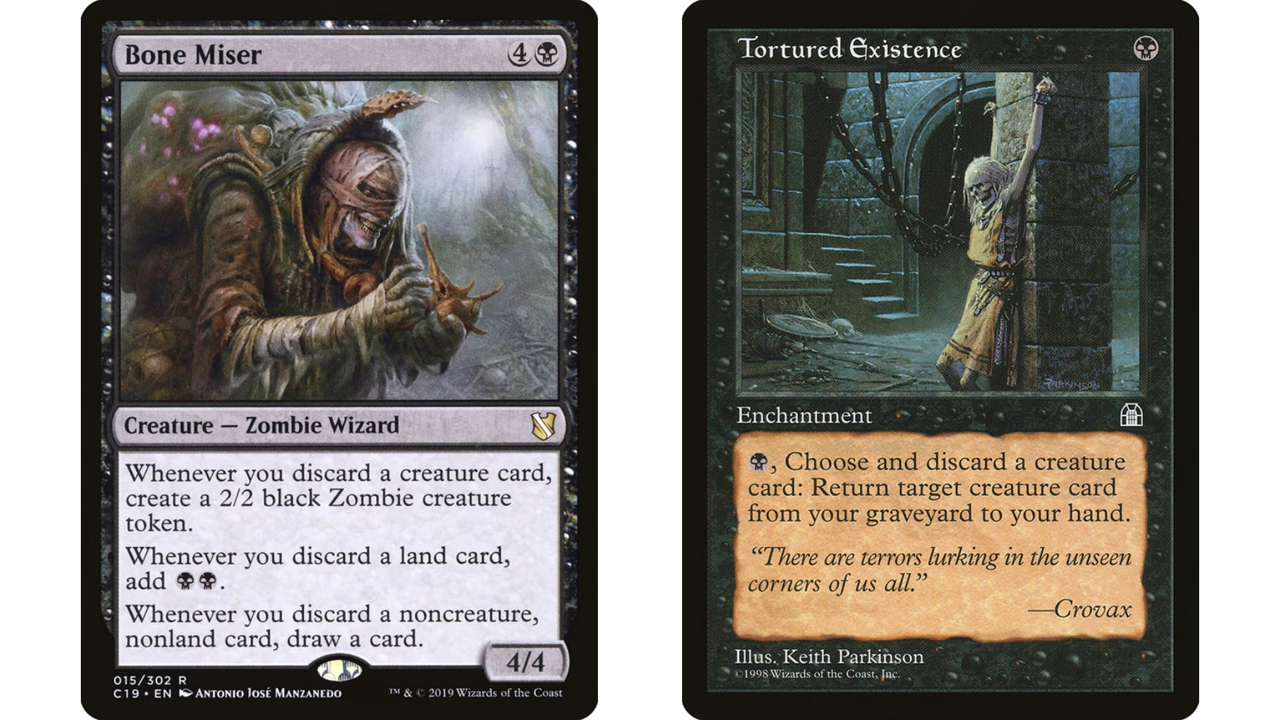 Bone Miser 4
Creature — Zombie Wizard
Whenever you discard a creature card,
create a 2/2 black Zombie creature
token.
Whenever you discard a land card,
add .
Whenever you discard a noncreature,
nonland card, draw a card.
4/4
015/302 R
C19 • EN ANTONIO JOSÉ MANZANEDO
™ & © 2019 Wizards of the Coast
Tortured Existence
PARKINSON
Enchantment
, Choose and discard a creature
card: Return target creature card
from your graveyard to your hand.
“There are terrors lurking in the unseen
corners of us all.”
—Crovax
Illus. Keith Parkinson
©1998 Wizards of the Coast, Inc.